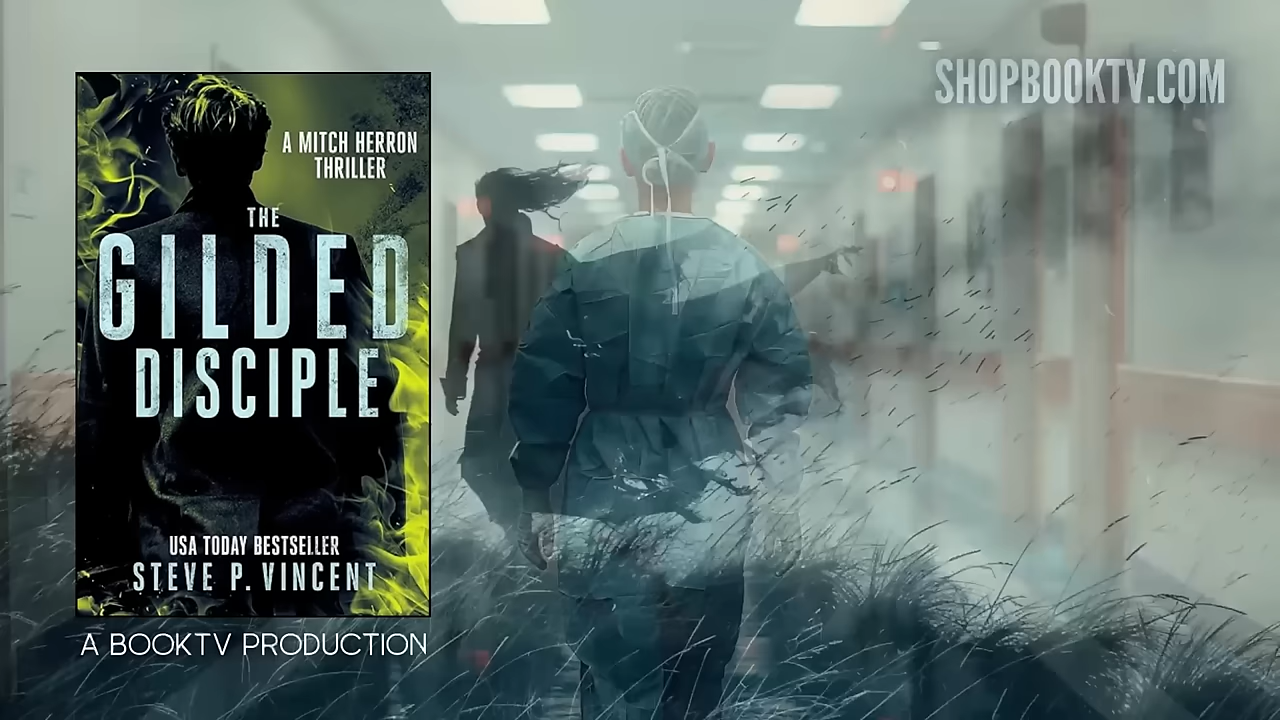 SHOPBOOKTV.COM
A MITCH HERRON
THRILLER
THE
GILDED
DISCIPLE
USA TODAY BESTSELLER
STEVE P. VINCENT
A BOOKTV PRODUCTION